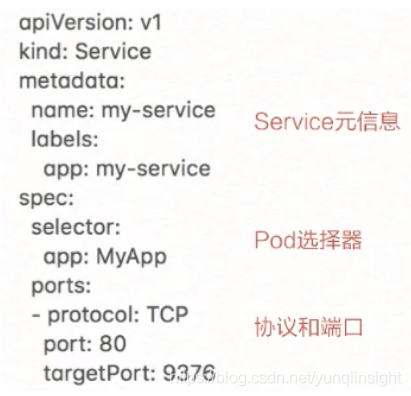 apiVersion: v1
kind: Service
metadata:
  name: my-service
  labels:
    app: my-service
Service元信息
spec:
  selector:
    app: MyApp
Pod选择器
  ports:
  - protocol: TCP
    port: 80
    targetPort: 9376
协议和端口
https://blog.csdn.net/yunqiinsight